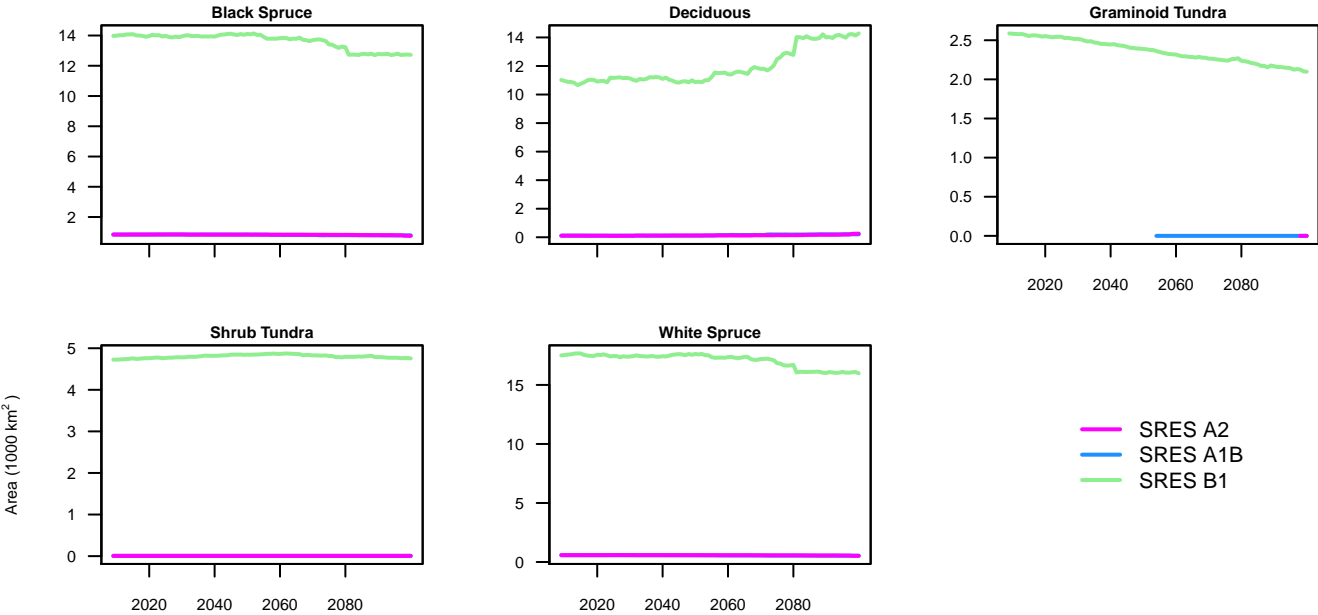 Black Spruce
14
12
10
8
6
4
2
Deciduous
14
12
10
8
6
4
2
0
Graminoid Tundra
2.5
2.0
1.5
1.0
0.5
0.0
2020 2040 2060 2080
Shrub Tundra
5
4
3
2
1
0
2020 2040 2060 2080
White Spruce
15
10
5
0
2020 2040 2060 2080
Area (1000 km²)
SRES A2
SRES A1B
SRES B1